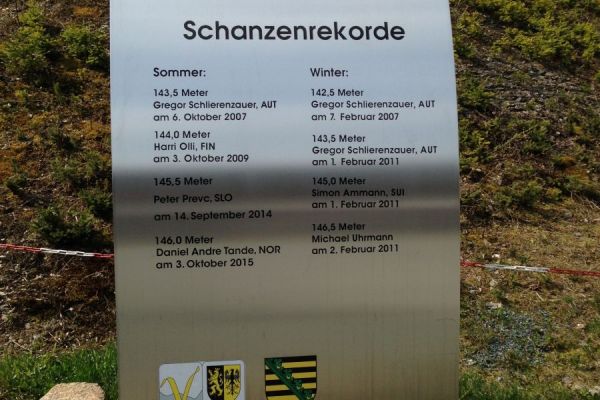 Schanzenrekorde
Sommer:
143,5 Meter
Gregor Schlierenzauer, AUT
am 6. Oktober 2007
144,0 Meter
Harri Olli, FIN
am 3. Oktober 2009
145,5 Meter
Peter Prevc, SLO
am 14. September 2014
146,0 Meter
Daniel Andre Tande, NOR
am 3. Oktober 2015
Winter:
142,5 Meter
Gregor Schlierenzauer, AUT
am 7. Februar 2007
143,5 Meter
Gregor Schlierenzauer, AUT
am 1. Februar 2011
145,0 Meter
Simon Ammann, SUI
am 1. Februar 2011
146,5 Meter
Michael Uhrmann
am 2. Februar 2011